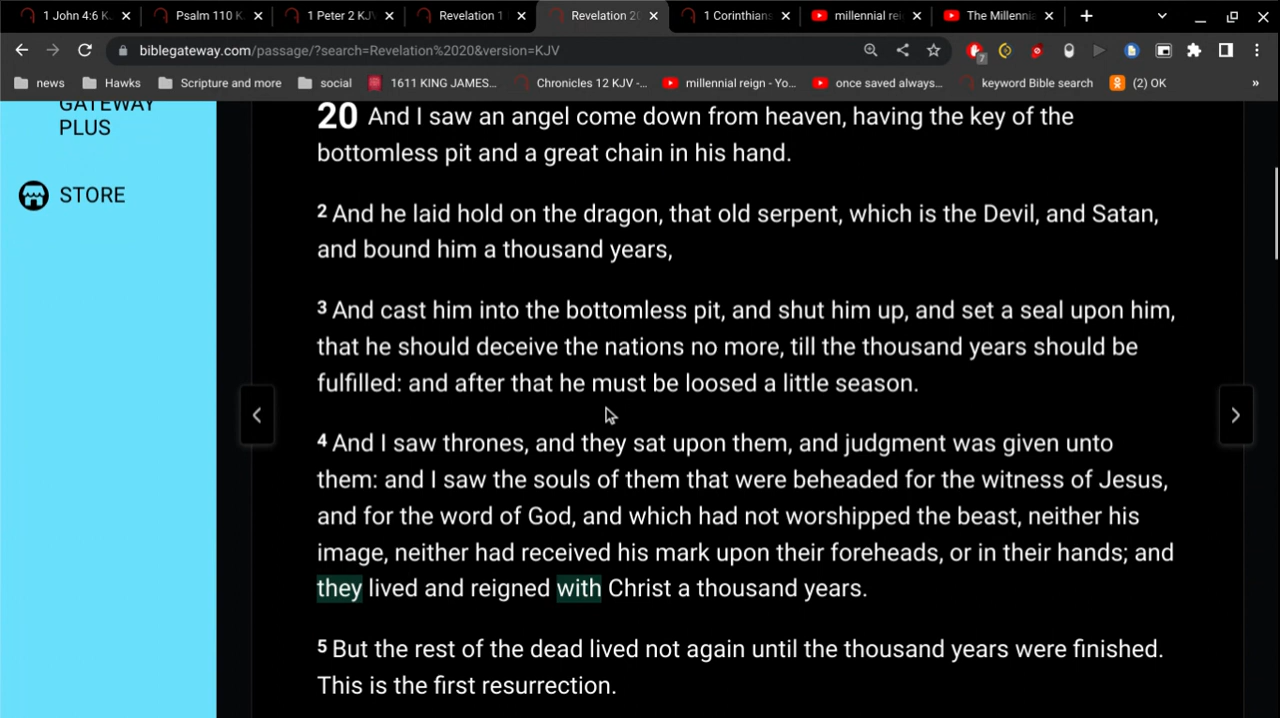 1 John 4:6 K
Psalm 110 K
1 Peter 2 KJV
Revelation 1
Revelation 20
1 Corinthians
millennial rei
The Millenni
biblegateway.com/passage/?search=Revelation%2020&version=KJV
7
news
Hawks
Scripture and more
social
1611 KING JAMES...
Chronicles 12 KJV -...
millennial reign - Yo...
once saved always...
keyword Bible search
(2) OK
»
GATEWAY
PLUS
STORE
20 And I saw an angel come down from heaven, having the key of the
bottomless pit and a great chain in his hand.
2 And he laid hold on the dragon, that old serpent, which is the Devil, and Satan,
and bound him a thousand years,
3 And cast him into the bottomless pit, and shut him up, and set a seal upon him,
that he should deceive the nations no more, till the thousand years should be
fulfilled: and after that he must be loosed a little season.
4 And I saw thrones, and they sat upon them, and judgment was given unto
them: and I saw the souls of them that were beheaded for the witness of Jesus,
and for the word of God, and which had not worshipped the beast, neither his
image, neither had received his mark upon their foreheads, or in their hands; and
they lived and reigned with Christ a thousand years.
5 But the rest of the dead lived not again until the thousand years were finished.
This is the first resurrection.